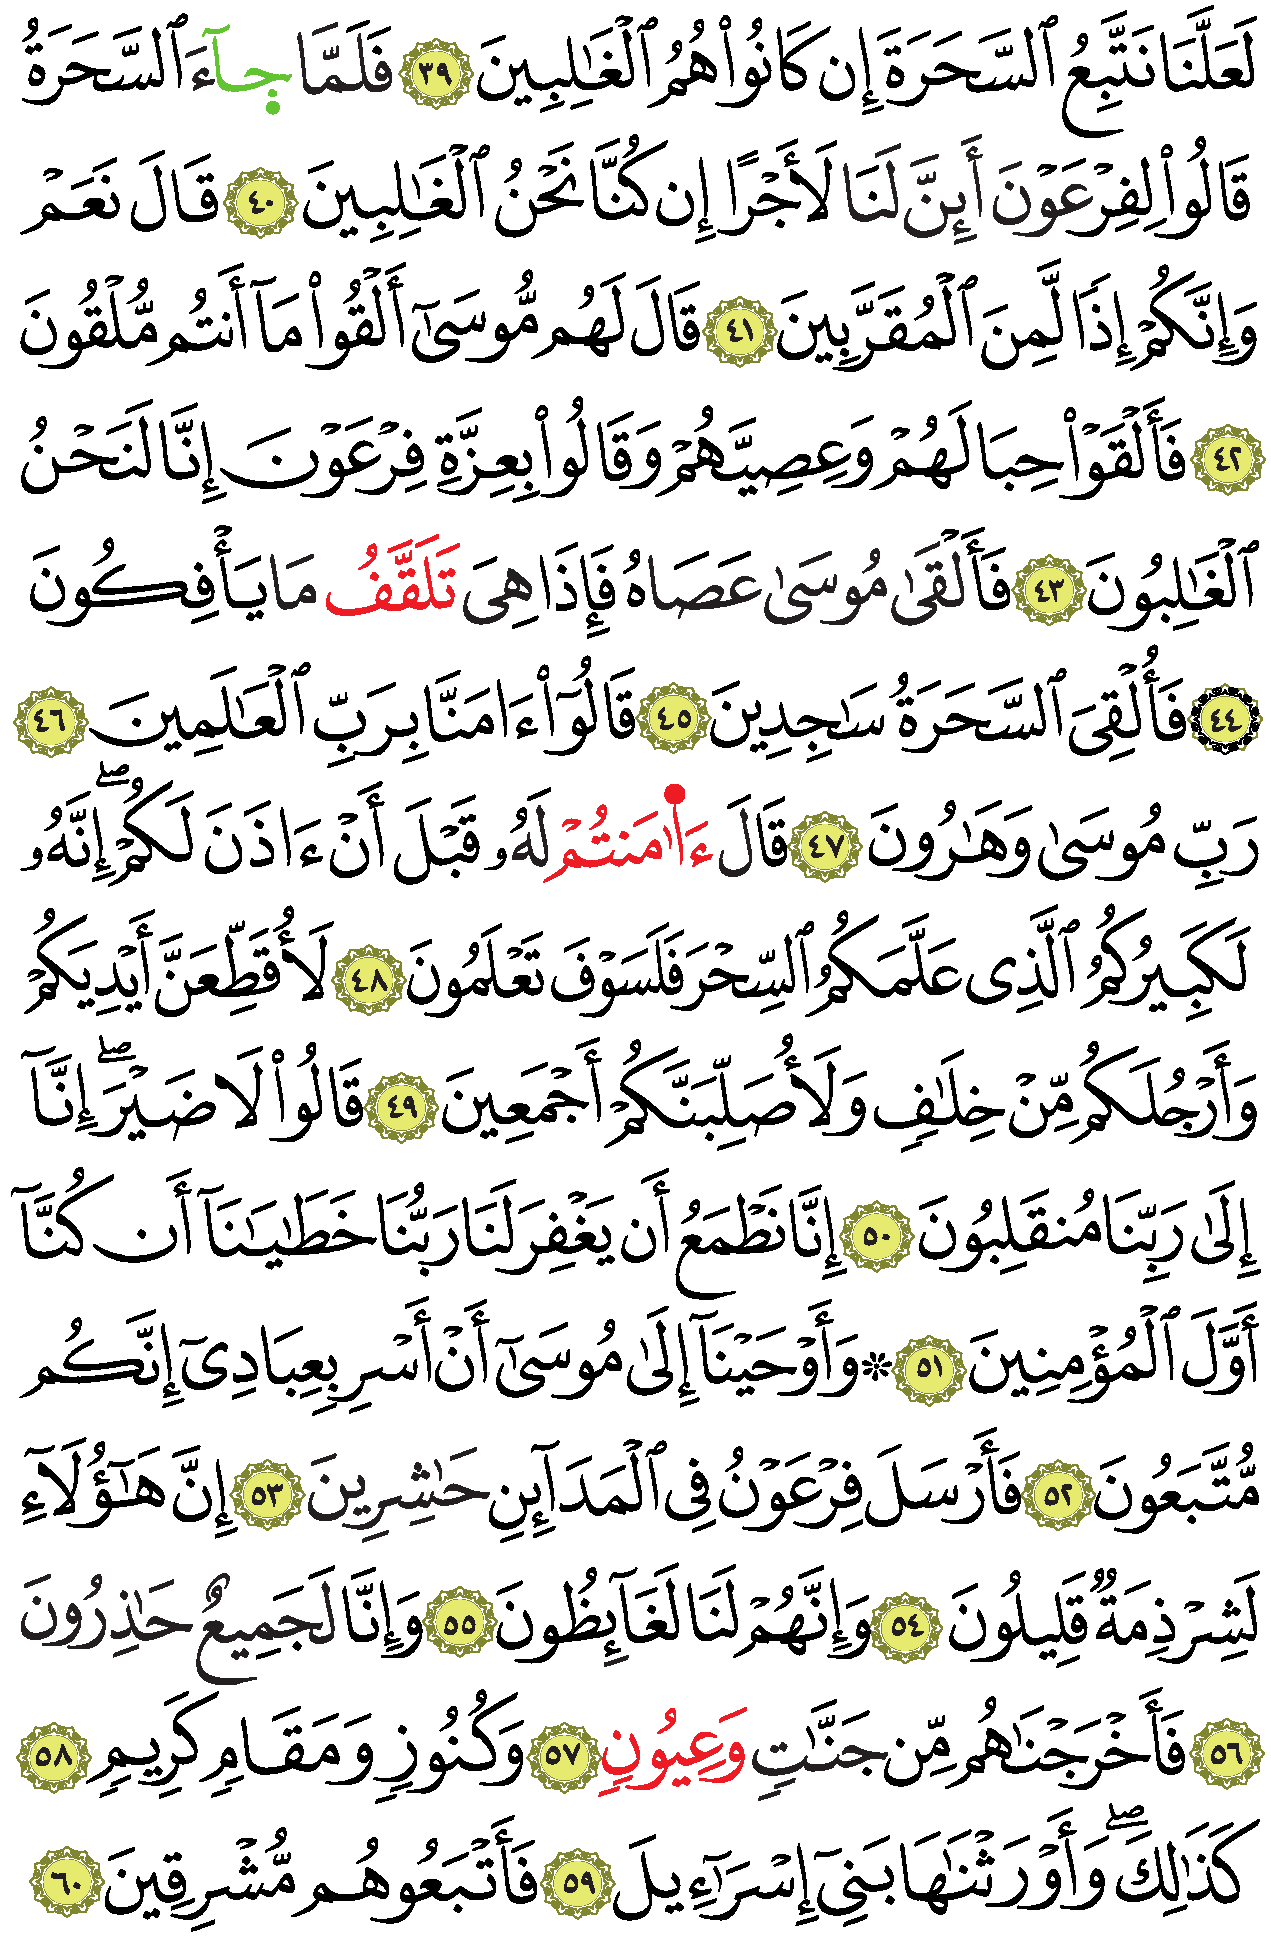 لَعَلَّنَا نَتَّبِعُ ٱلسَّحَرَةَ إِن كَانُوا۟ هُمُ ٱلْغَـٰلِبِينَ ٣٩ فَلَمَّا جِآءَ ٱلسَّحَرَةُ
قَالُوا۟ لِفِرْعَوْنَ أَئِنَّ لَنَا لَأَجْرًا إِن كُنَّا نَحْنُ ٱلْغَـٰلِبِينَ ٤٠ قَالَ نَعَمْ
وَإِنَّكُمْ إِذًا لَّمِنَ ٱلْمُقَرَّبِينَ ٤١ قَالَ لَهُم مُّوسَىٰٓ أَلْقُوا۟ مَآ أَنتُم مُّلْقُونَ
٤٢ فَأَلْقَوْا۟ حِبَالَهُمْ وَعِصِيَّهُمْ وَقَالُوا۟ بِعِزَّةِ فِرْعَوْنَ إِنَّا لَنَحْنُ
ٱلْغَـٰلِبُونَ ٤٣ فَأَلْقَىٰ مُوسَىٰ عَصَاهُ فَإِذَا هِىَ تَلَقَّفُ مَا يَأْفِكُونَ
٤٤ فَأُلْقِىَ ٱلسَّحَرَةُ سَـٰجِدِينَ ٤٥ قَالُوٓا۟ ءَامَنَّا بِرَبِّ ٱلْعَـٰلَمِينَ ٤٦
رَبِّ مُوسَىٰ وَهَـٰرُونَ ٤٧ قَالَ ءَا۬مَنتُمْ لَهُۥ قَبْلَ أَنْ ءَاذَنَ لَكُمْ ۖ إِنَّهُۥ
لَكَبِيرُكُمُ ٱلَّذِى عَلَّمَكُمُ ٱلسِّحْرَ فَلَسَوْفَ تَعْلَمُونَ ٤٨ لَأُقَطِّعَنَّ أَيْدِيَكُمْ
وَأَرْجُلَكُم مِّنْ خِلَـٰفٍ وَلَأُصَلِّبَنَّكُمْ أَجْمَعِينَ ٤٩ قَالُوا۟ لَا ضَيْرَ ۖ إِنَّآ
إِلَىٰ رَبِّنَا مُنقَلِبُونَ ٥٠ إِنَّا نَطْمَعُ أَن يَغْفِرَ لَنَا رَبُّنَا خَطَـٰيَـٰنَآ أَن كُنَّآ
أَوَّلَ ٱلْمُؤْمِنِينَ ٥١ ۞ وَأَوْحَيْنَآ إِلَىٰ مُوسَىٰٓ أَنْ أَسْرِ بِعِبَادِىٓ إِنَّكُم
مُّتَّبَعُونَ ٥٢ فَأَرْسَلَ فِرْعَوْنُ فِى ٱلْمَدَآئِنِ حَـٰشِرِينَ ٥٣ إِنَّ هَـٰٓؤُلَآءِ
لَشِرْذِمَةٌ قَلِيلُونَ ٥٤ وَإِنَّهُمْ لَنَا لَغَآئِظُونَ ٥٥ وَإِنَّا لَجَمِيعٌ حَـٰذِرُونَ
٥٦ فَأَخْرَجْنَـٰهُم مِّن جَنَّـٰتٍ وَعِيُونٍ ٥٧ وَكُنُوزٍ وَمَقَامٍ كَرِيمٍ ٥٨
كَذَٰلِكَ ۖ وَأَوْرَثْنَـٰهَا بَنِىٓ إِسْرَٰٓءِيلَ ٥٩ فَأَتْبَعُوهُم مُّشْرِقِينَ ٦٠